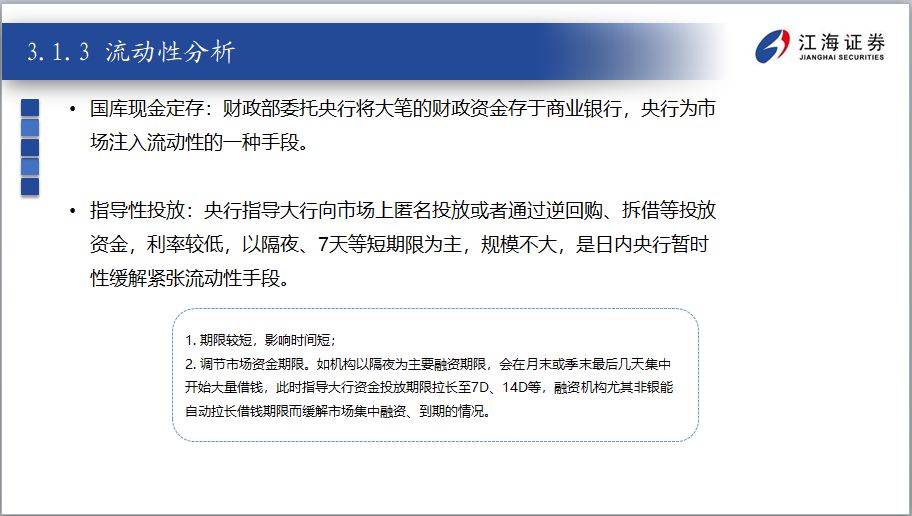 3.1.3 流动性分析
江海证券
JIANGHAI SECURITIES
• 国库现金定存：财政部委托央行将大笔的财政资金存于商业银行，央行为市
场注入流动性的一种手段。
• 指导性投放：央行指导大行向市场上匿名投放或者通过逆回购、拆借等投放
资金，利率较低，以隔夜、7天等短期限为主，规模不大，是日内央行暂时
性缓解紧张流动性手段。
1. 期限较短，影响时间短；
2. 调节市场资金期限。如机构以隔夜为主要融资期限，会在月末或季末最后几天集中
开始大量借钱，此时指导大行资金投放期限拉长至7D、14D等，融资机构尤其非银能
自动拉长借钱期限而缓解市场集中融资、到期的情况。